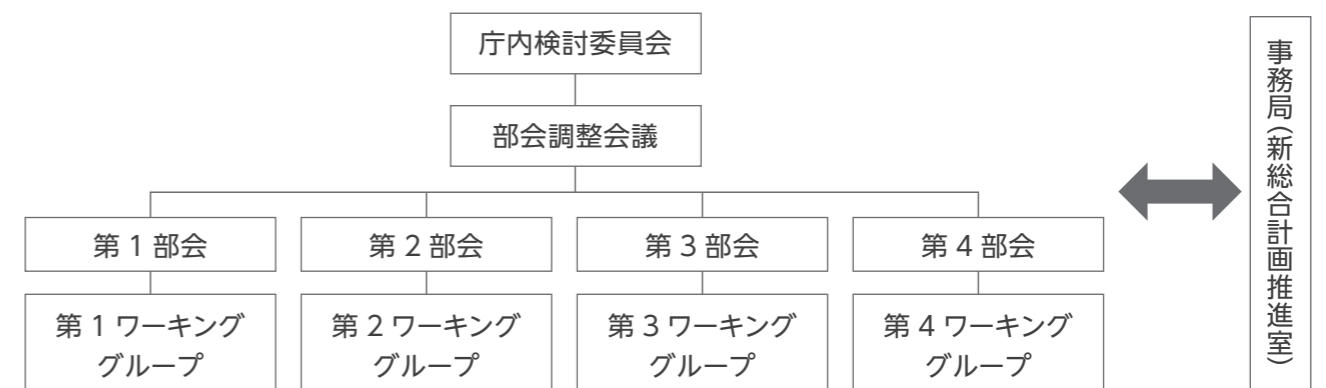 庁内検討委員会
部会調整会議
第1部会
第2部会
第3部会
第4部会
第1ワーキング
グループ
第2ワーキング
グループ
第3ワーキング
グループ
第4ワーキング
グループ
事務局(新総合計画推進室)